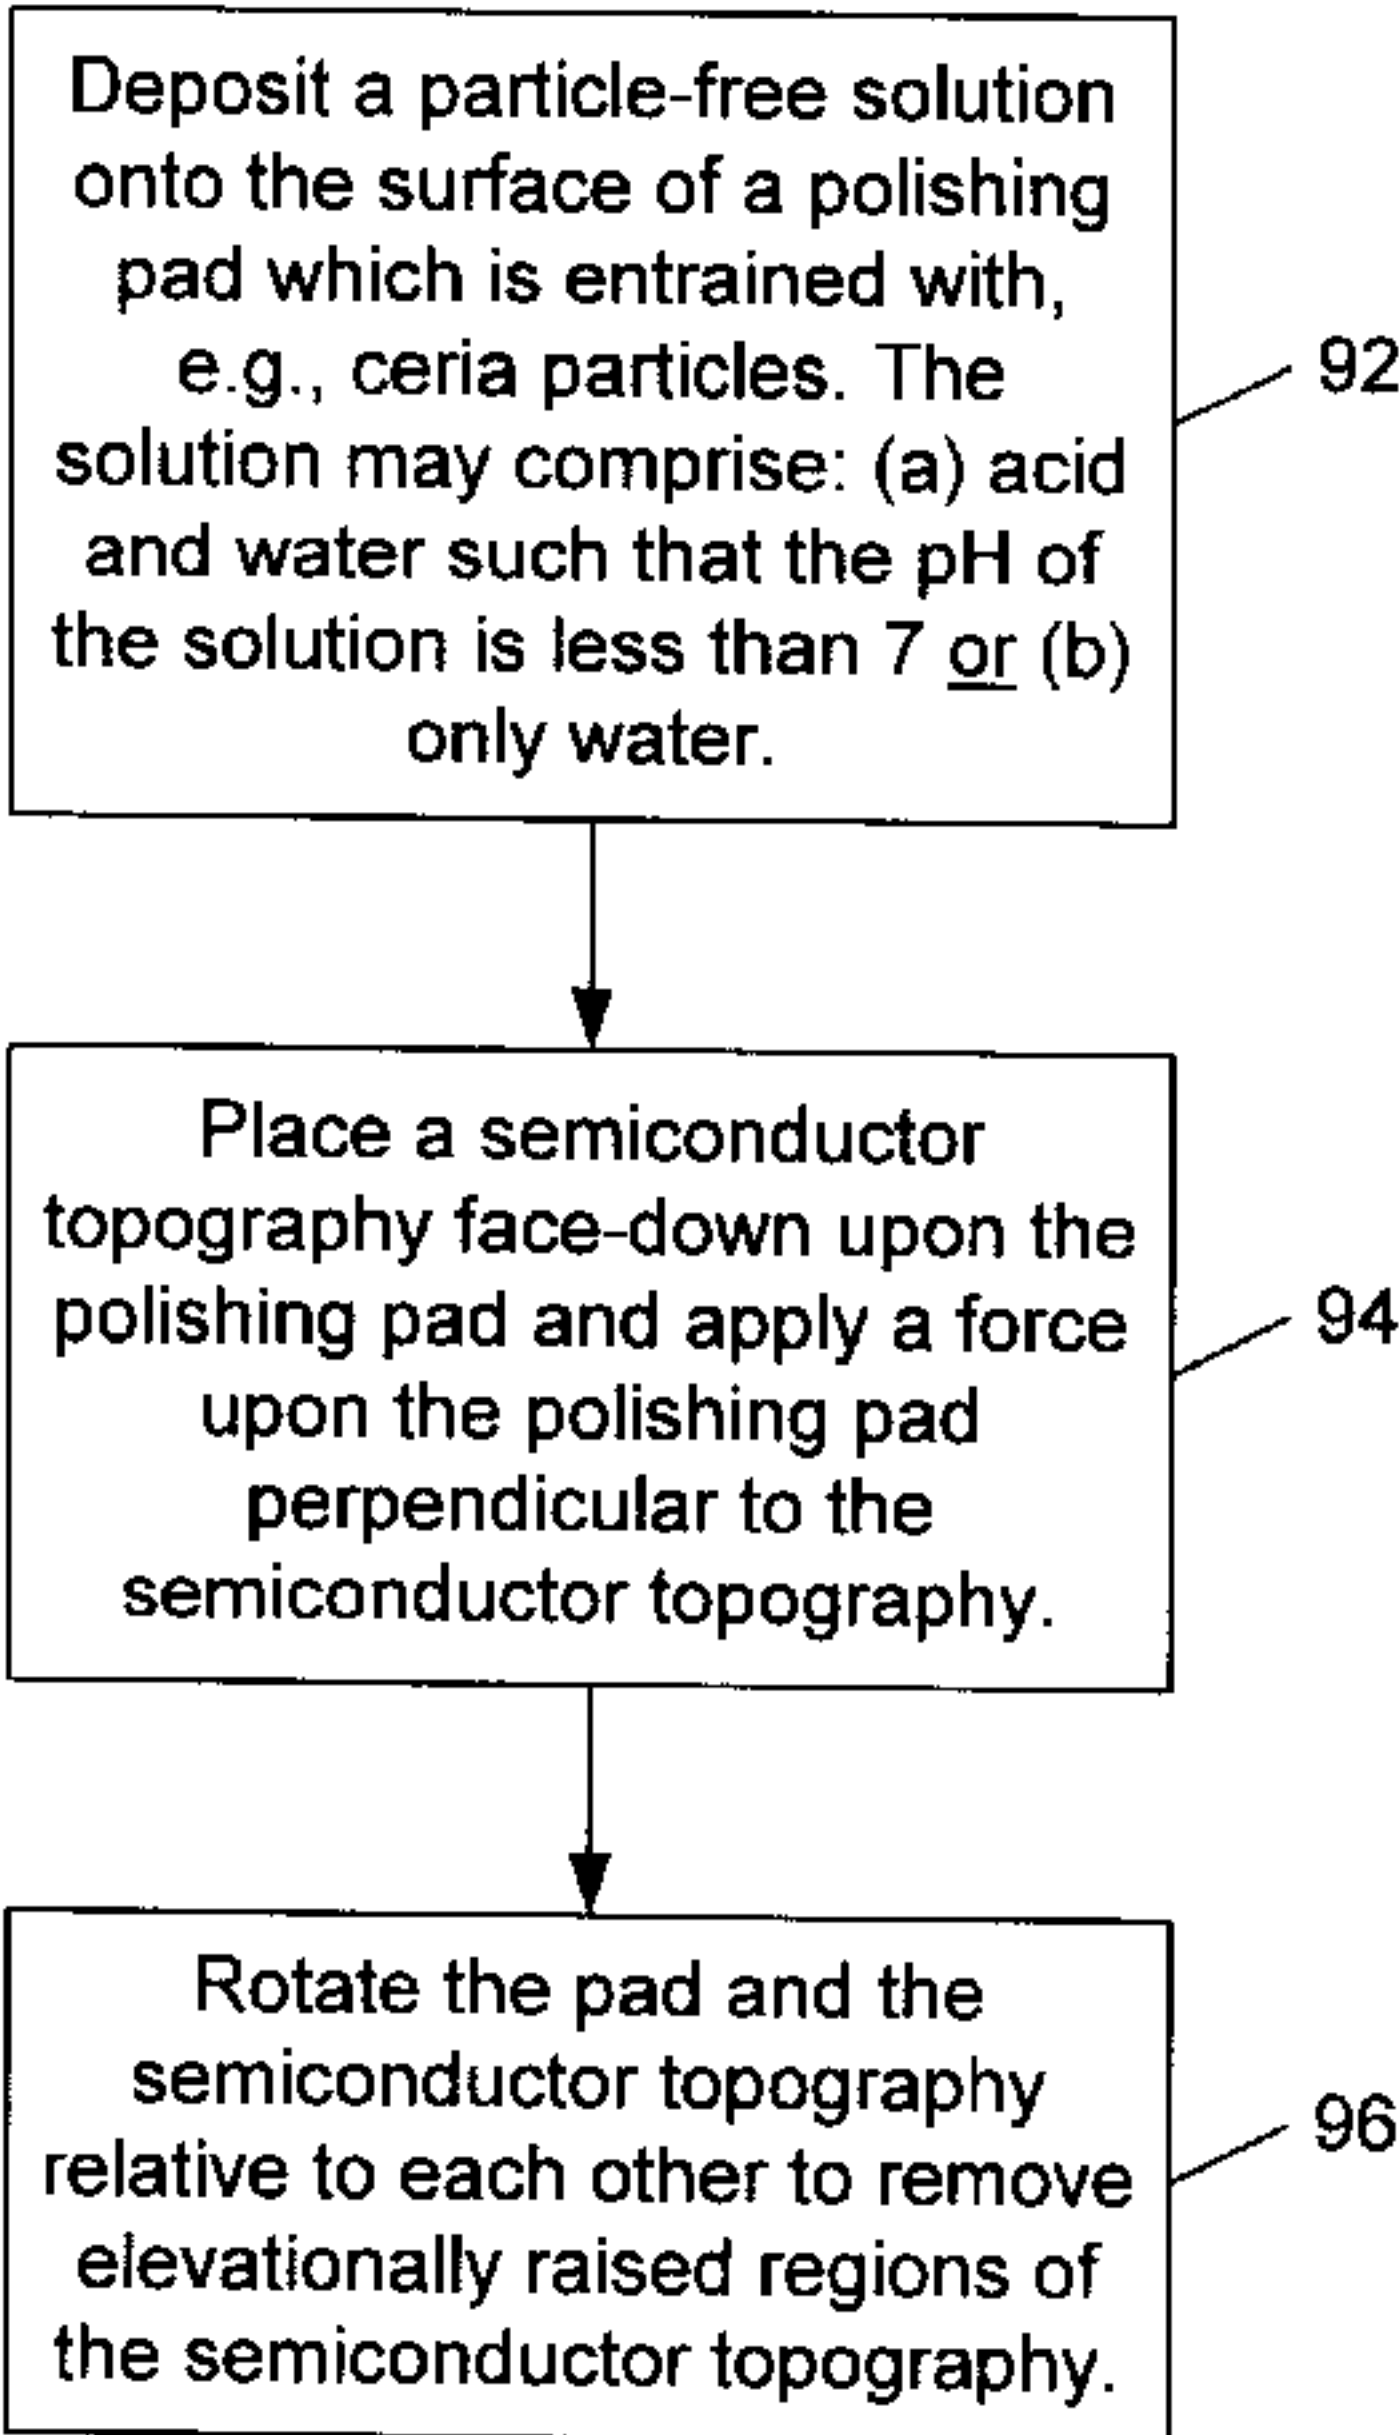 Deposit a particle-free solution
onto the surface of a polishing
pad which is entrained with,
e.g., ceria particles. The
solution may comprise: (a) acid
and water such that the pH of
the solution is less than 7 or (b)
only water.
92
Place a semiconductor
topography face-down upon the
polishing pad and apply a force
upon the polishing pad
perpendicular to the
semiconductor topography.
94
Rotate the pad and the
semiconductor topography
relative to each other to remove
elevationally raised regions of
the semiconductor topography.
96